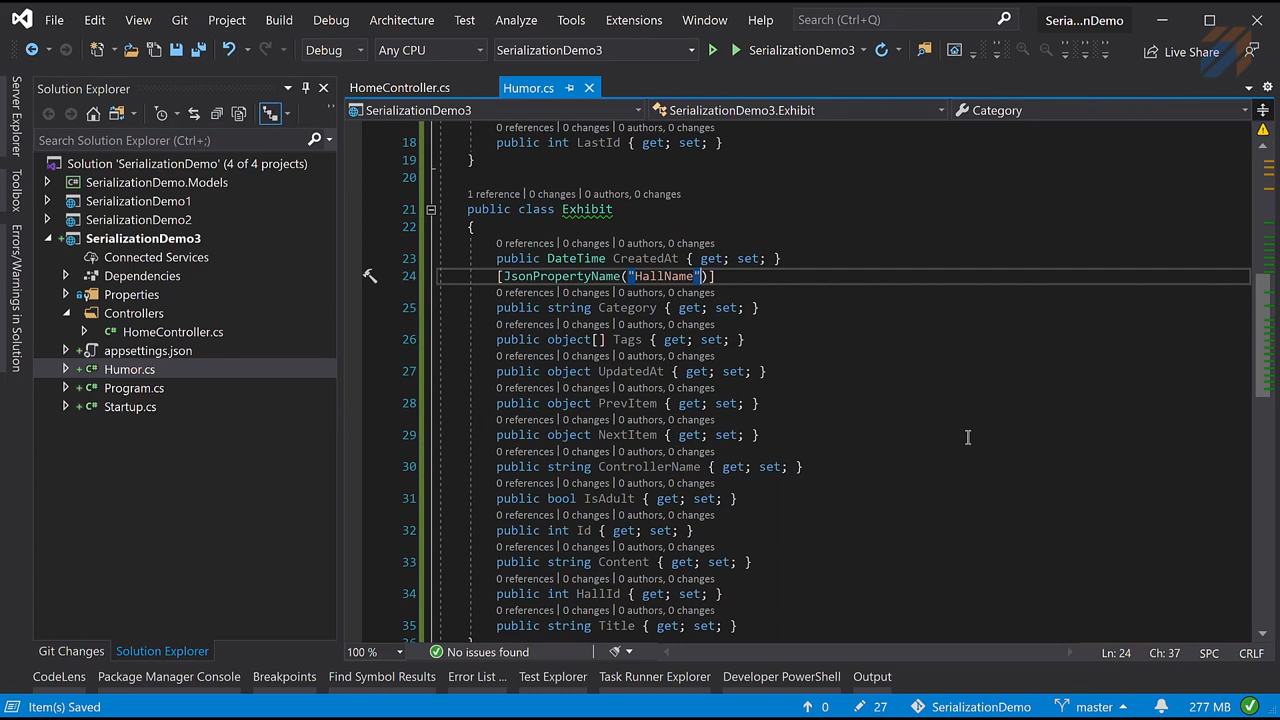 File Edit View Git Project Build Debug Architecture Test Analyze Tools Extensions Window Help Search (Ctrl+Q) Seria...nDemo
Debug Any CPU SerializationDemo3 SerializationDemo3 Live Share
Server Explorer
Toolbox
Errors/Warnings in Solution
Solution Explorer
Search Solution Explorer (Ctrl+;)
Solution 'SerializationDemo' (4 of 4 projects)
SerializationDemo.Models
SerializationDemo1
SerializationDemo2
SerializationDemo3
Connected Services
Dependencies
Properties
Controllers
HomeController.cs
appsettings.json
Humor.cs
Program.cs
Startup.cs
Git Changes Solution Explorer
HomeController.cs Humor.cs
SerializationDemo3 SerializationDemo3.Exhibit Category
0 references | 0 changes | 0 authors, 0 changes
18 public int LastId { get; set; }
19 }
20
1 reference | 0 changes | 0 authors, 0 changes
21 public class Exhibit
22 {
0 references | 0 changes | 0 authors, 0 changes
23 public DateTime CreatedAt { get; set; }
24 [JsonPropertyName("HallName")]
0 references | 0 changes | 0 authors, 0 changes
25 public string Category { get; set; }
0 references | 0 changes | 0 authors, 0 changes
26 public object[] Tags { get; set; }
0 references | 0 changes | 0 authors, 0 changes
27 public object UpdatedAt { get; set; }
0 references | 0 changes | 0 authors, 0 changes
28 public object PrevItem { get; set; }
0 references | 0 changes | 0 authors, 0 changes
29 public object NextItem { get; set; }
0 references | 0 changes | 0 authors, 0 changes
30 public string ControllerName { get; set; }
0 references | 0 changes | 0 authors, 0 changes
31 public bool IsAdult { get; set; }
0 references | 0 changes | 0 authors, 0 changes
32 public int Id { get; set; }
0 references | 0 changes | 0 authors, 0 changes
33 public string Content { get; set; }
0 references | 0 changes | 0 authors, 0 changes
34 public int HallId { get; set; }
0 references | 0 changes | 0 authors, 0 changes
35 public string Title { get; set; }
100 % No issues found Ln: 24 Ch: 37 SPC CRLF
CodeLens Package Manager Console Breakpoints Find Symbol Results Error List ... Test Explorer Task Runner Explorer Developer PowerShell Output
Item(s) Saved 0 27 SerializationDemo master 277 MB